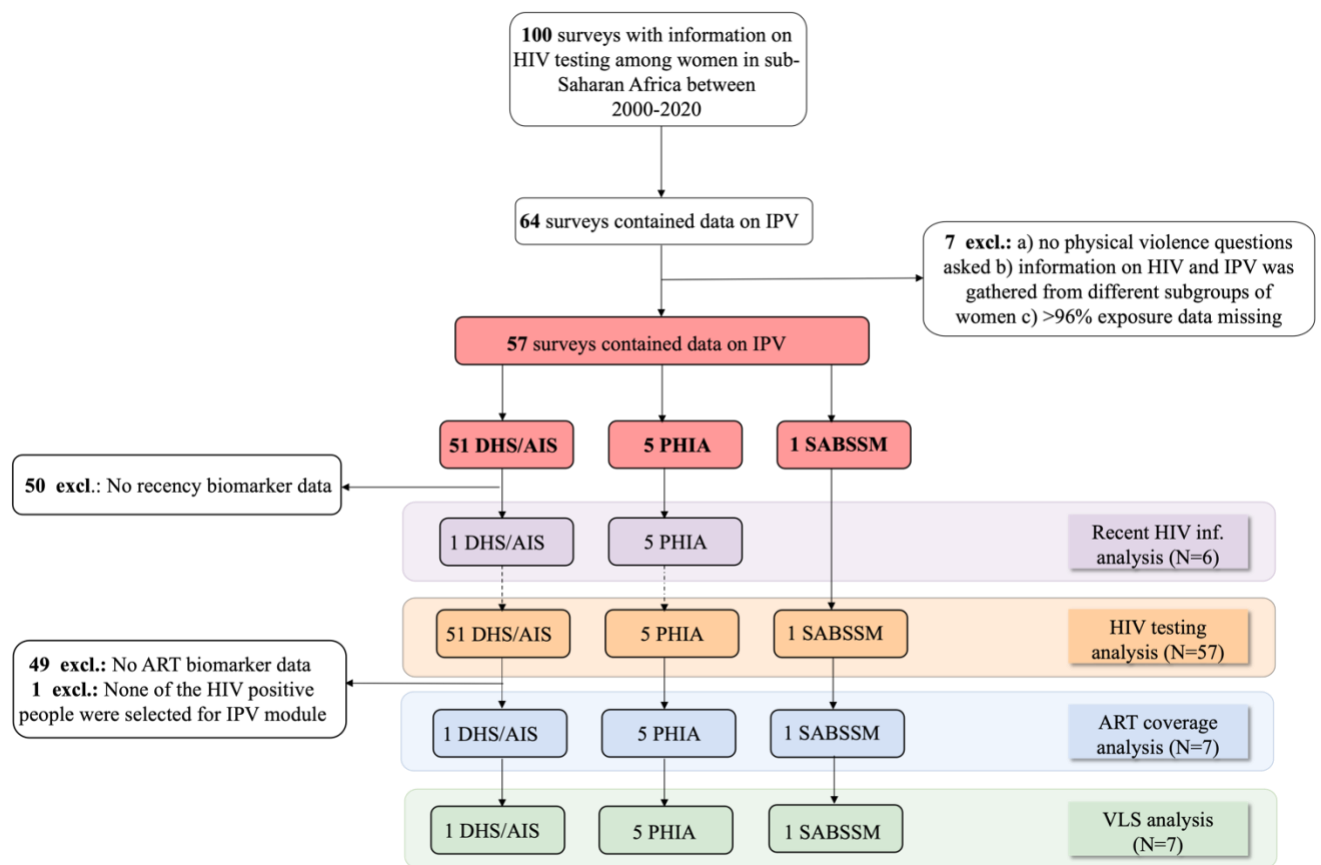 100 surveys with information on
HIV testing among women in sub-
Saharan Africa between
2000-2020
64 surveys contained data on IPV
7 excl.: a) no physical violence questions
asked b) information on HIV and IPV was
gathered from different subgroups of
women c) >96% exposure data missing
57 surveys contained data on IPV
51 DHS/AIS
5 PHIA
1 SABSSM
50 excl.: No recency biomarker data
1 DHS/AIS
5 PHIA
Recent HIV inf.
analysis (N=6)
51 DHS/AIS
5 PHIA
1 SABSSM
HIV testing
analysis (N=57)
49 excl.: No ART biomarker data
1 excl.: None of the HIV positive
people were selected for IPV module
1 DHS/AIS
5 PHIA
1 SABSSM
ART coverage
analysis (N=7)
1 DHS/AIS
5 PHIA
1 SABSSM
VLS analysis
(N=7)